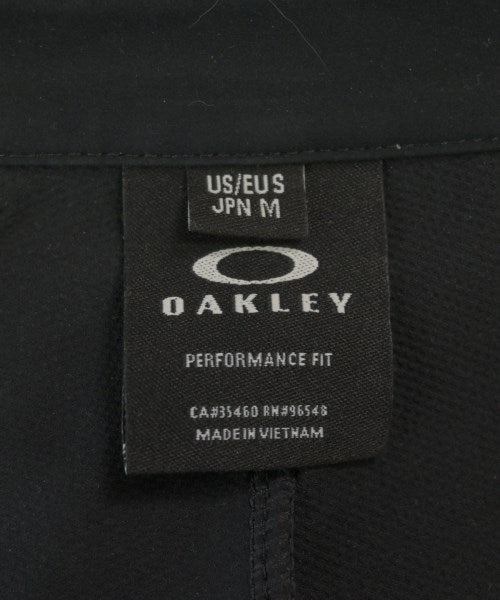 US/EU S
JPN M
OAKLEY
PERFORMANCE FIT
CA#35460 RN#96548
MADE IN VIETNAM